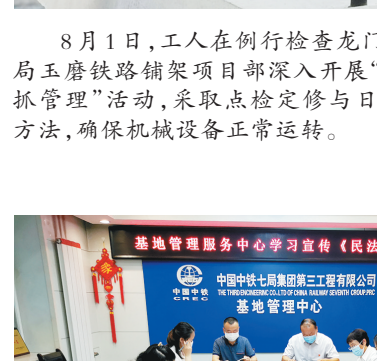 8月1日,工人在例行检查龙门
局玉磨铁路铺架项目部深入开展“
抓管理”活动,采取点检定修与日
方法,确保机械设备正常运转。
基地管理服务中心学习宣传《民法
中国中铁
CREC
中国中铁七局集团第三工程有限公司
THE THIRD ENGINEERING CO.,LTD OF CHINA RAILWAY SEVENTH GROUP.PRC
基地管理中心